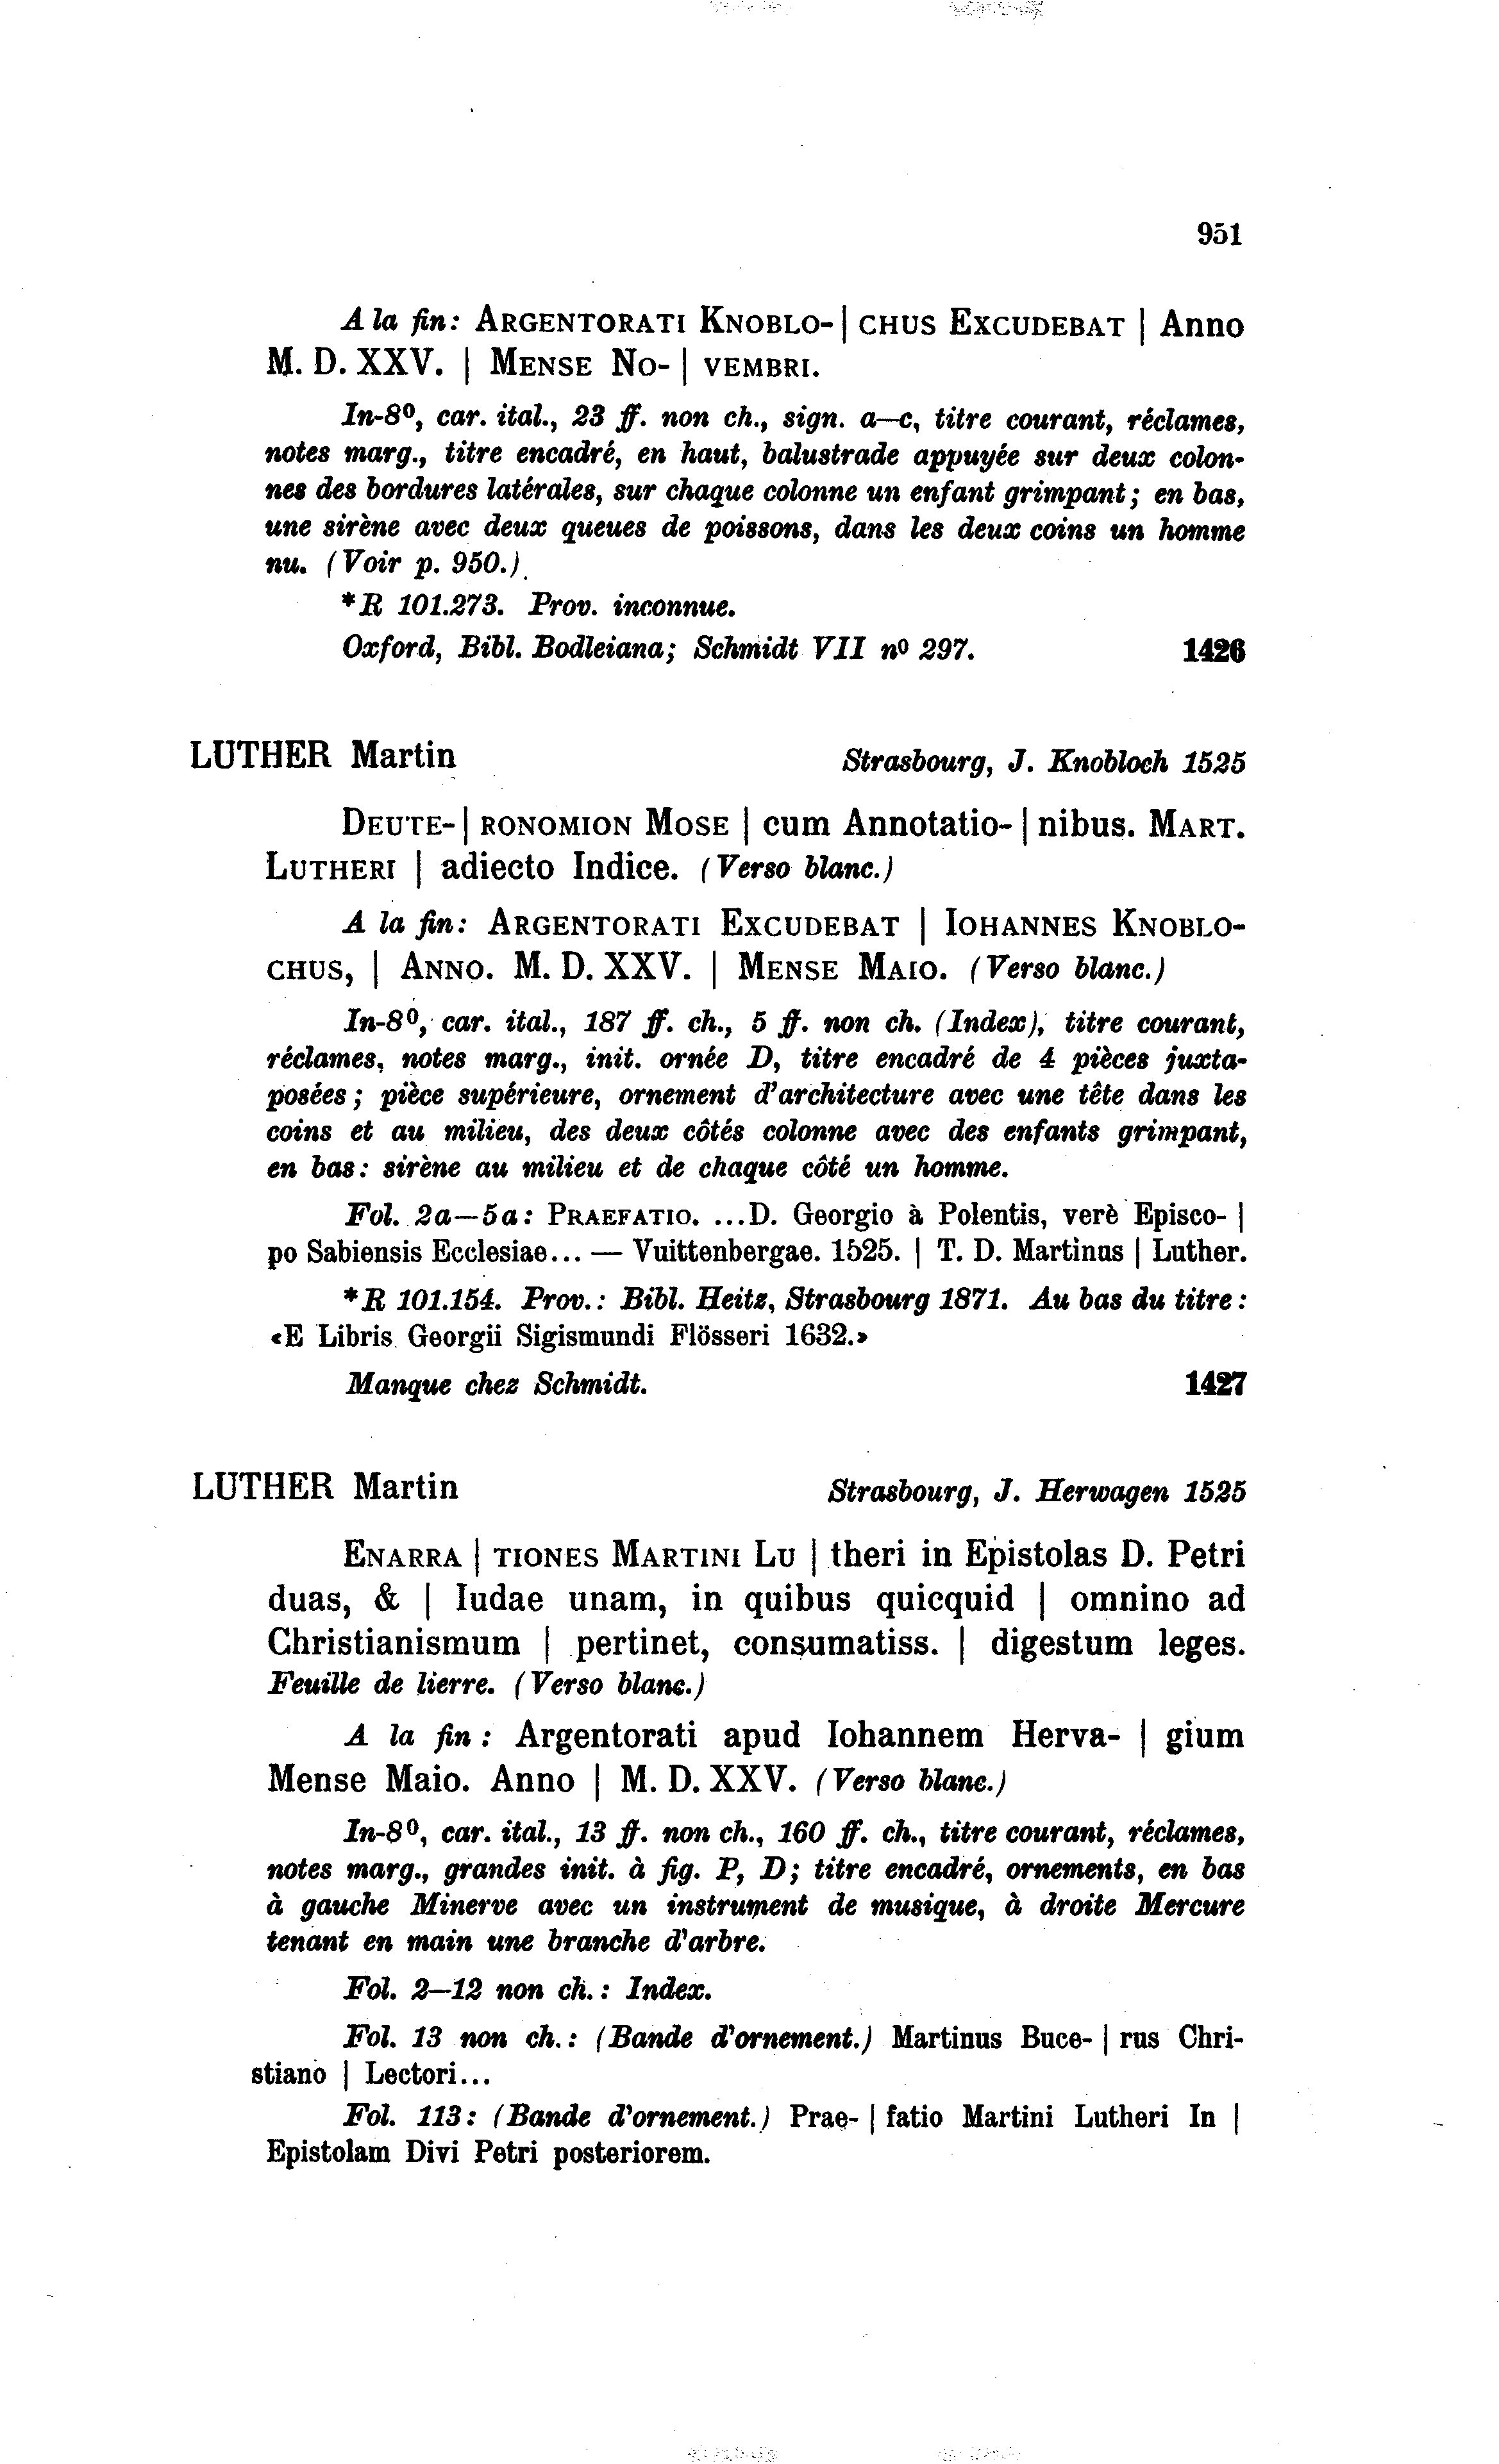 951
A la fin: ARGENTORATI KNOBLO- | CHUS EXCUDEBAT | Anno
M. D. XXV. | MENSE NO- | VEMBRI.
In-8º, car. ital., 23 ff. non ch., sign. a—c, titre courant, réclames,
notes marg., titre encadré, en haut, balustrade appuyée sur deux colon-
nes des bordures latérales, sur chaque colonne un enfant grimpant; en bas,
une sirène avec deux queues de poissons, dans les deux coins un homme
nu. (Voir p. 950.)
*R 101.273. Prov. inconnue.
Oxford, Bibl. Bodleiana; Schmidt VII nº 297. 1426
LUTHER Martin Strasbourg, J. Knobloch 1525
DEUTE- | RONOMION MOSE | cum Annotatio- | nibus. MART.
LUTHERI | adiecto Indice. (Verso blanc.)
A la fin: ARGENTORATI EXCUDEBAT | IOHANNES KNOBLO-
CHUS, | ANNO. M. D. XXV. | MENSE MAIO. (Verso blanc.)
In-8º, car. ital., 187 ff. ch., 5 ff. non ch. (Index), titre courant,
réclames, notes marg., init. ornée D, titre encadré de 4 pièces juxta-
posées; pièce supérieure, ornement d'architecture avec une tête dans les
coins et au milieu, des deux côtés colonne avec des enfants grimpant,
en bas: sirène au milieu et de chaque côté un homme.
Fol. 2a—5a: PRAEFATIO. ...D. Georgio à Polentis, verè Episco- |
po Sabiensis Ecclesiae... — Vuittenbergae. 1525. | T. D. Martinus | Luther.
*R 101.154. Prov.: Bibl. Heitz, Strasbourg 1871. Au bas du titre:
«E Libris Georgii Sigismundi Flösseri 1632.»
Manque chez Schmidt. 1427
LUTHER Martin Strasbourg, J. Herwagen 1525
ENARRA | TIONES MARTINI LU | theri in Epistolas D. Petri
duas, & | Iudae unam, in quibus quicquid | omnino ad
Christianismum | pertinet, consumatiss. | digestum leges.
Feuille de lierre. (Verso blanc.)
A la fin: Argentorati apud Iohannem Herva- | gium
Mense Maio. Anno | M. D. XXV. (Verso blanc.)
In-8º, car. ital., 13 ff. non ch., 160 ff. ch., titre courant, réclames,
notes marg., grandes init. à fig. P, D; titre encadré, ornements, en bas
à gauche Minerve avec un instrument de musique, à droite Mercure
tenant en main une branche d'arbre.
Fol. 2—12 non ch.: Index.
Fol. 13 non ch.: (Bande d'ornement.) Martinus Buce- | rus Chri-
stiano | Lectori...
Fol. 113: (Bande d'ornement.) Prae- | fatio Martini Lutheri In |
Epistolam Divi Petri posteriorem.